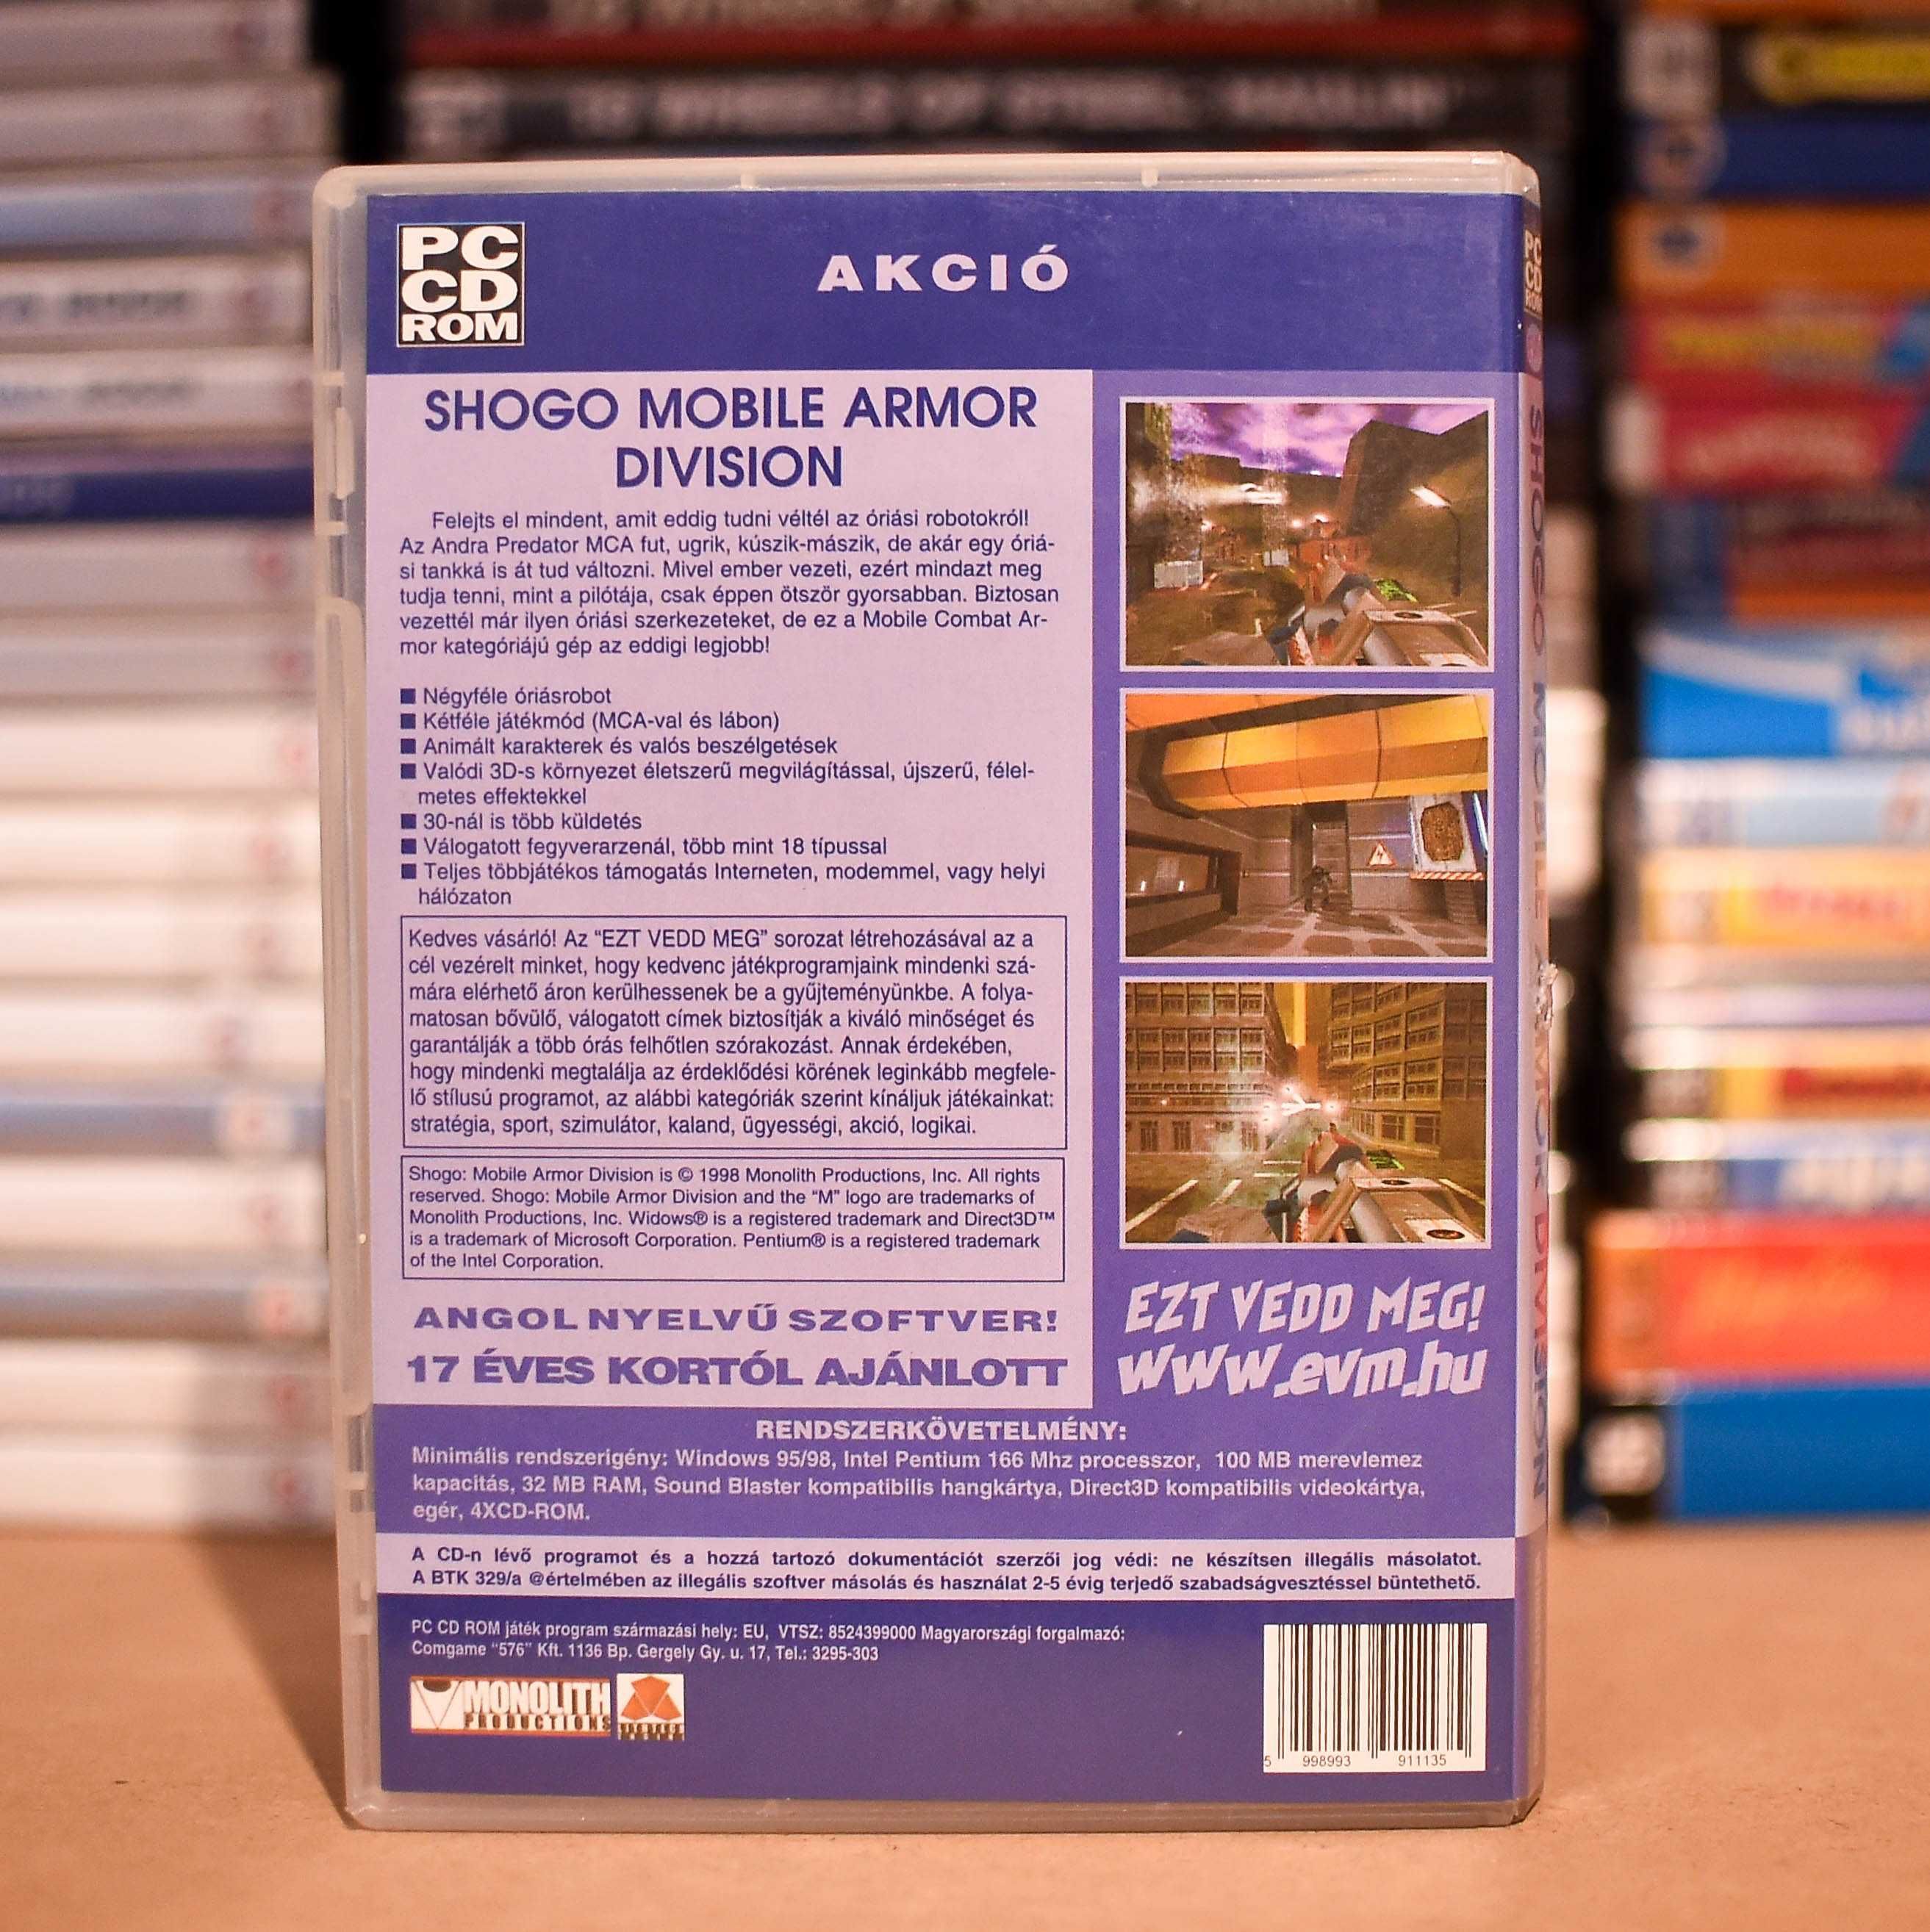 PC
CD
ROM
AKCIÓ
SHOGO MOBILE ARMOR
DIVISION
Felejts el mindent, amit eddig tudni véltél az óriási robotokról!
Az Andra Predator MCA fut, ugrik, kúszik-mászik, de akár egy óriá-
si tankká is át tud változni. Mivel ember vezeti, ezért mindazt meg
tudja tenni, mint a pilótája, csak éppen ötször gyorsabban. Biztosan
vezettél már ilyen óriási szerkezeteket, de ez a Mobile Combat Ar-
mor kategóriájú gép az eddigi legjobb!
■ Négyféle óriásrobot
■ Kétféle játékmód (MCA-val és lábon)
■ Animált karakterek és valós beszélgetések
■ Valódi 3D-s környezet életszerű megvilágítással, újszerű, félel-
metes effektekkel
■ 30-nál is több küldetés
■ Válogatott fegyverarzenál, több mint 18 típussal
■ Teljes többjátékos támogatás Interneten, modemmel, vagy helyi
hálózaton
Kedves vásárló! Az “EZT VEDD MEG” sorozat létrehozásával az a
cél vezérelt minket, hogy kedvenc játékprogramjaink mindenki szá-
mára elérhető áron kerülhessenek be a gyűjteményünkbe. A folya-
matosan bővülő, válogatott címek biztosítják a kiváló minőséget és
garantálják a több órás felhőtlen szórakozást. Annak érdekében,
hogy mindenki megtalálja az érdeklődési körének leginkább megfele-
lő stílusú programot, az alábbi kategóriák szerint kínáljuk játékainkat:
stratégia, sport, szimulátor, kaland, ügyességi, akció, logikai.
Shogo: Mobile Armor Division is © 1998 Monolith Productions, Inc. All rights
reserved. Shogo: Mobile Armor Division and the “M” logo are trademarks of
Monolith Productions, Inc. Widows® is a registered trademark and Direct3D™
is a trademark of Microsoft Corporation. Pentium® is a registered trademark
of the Intel Corporation.
ANGOL NYELVŰ SZOFTVER!
17 ÉVES KORTÓL AJÁNLOTT
EZT VEDD MEG!
www.evm.hu
RENDSZERKÖVETELMÉNY:
Minimális rendszerigény: Windows 95/98, Intel Pentium 166 Mhz processzor, 100 MB merevlemez
kapacitás, 32 MB RAM, Sound Blaster kompatibilis hangkártya, Direct3D kompatibilis videokártya,
egér, 4XCD-ROM.
A CD-n lévő programot és a hozzá tartozó dokumentációt szerzői jog védi: ne készítsen illegális másolatot.
A BTK 329/a @értelmében az illegális szoftver másolás és használat 2-5 évig terjedő szabadságvesztéssel büntethető.
PC CD ROM játék program származási hely: EU, VTSZ: 8524399000 Magyarországi forgalmazó:
Comgame “576” Kft. 1136 Bp. Gergely Gy. u. 17, Tel.: 3295-303
MONOLITH
PRODUCTIONS
5 998993 911135
PC
CD
ROM
SHOGO MOBILE ARMOR DIVISION